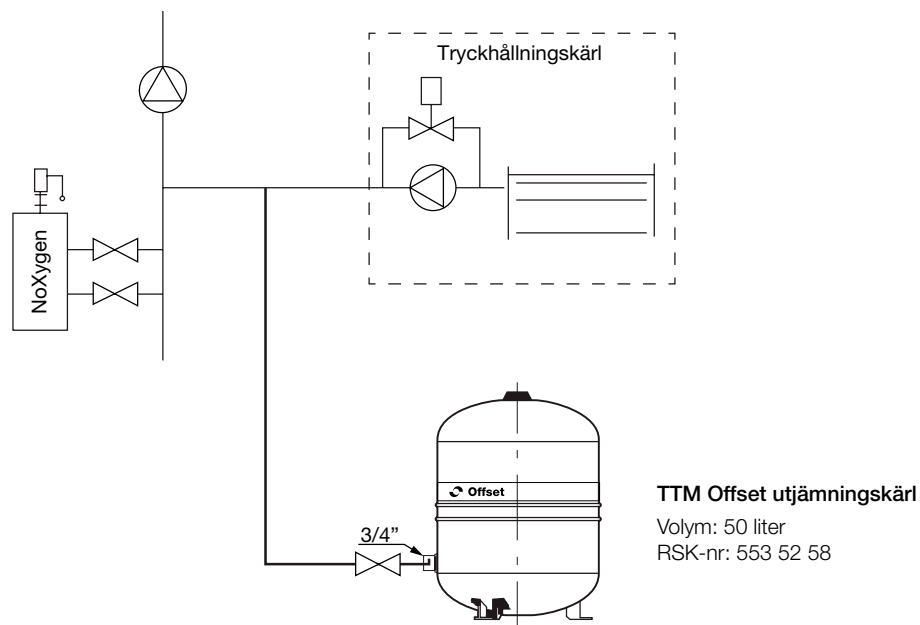 Tryckhållningskärl
NoXygen
Offset
3/4”
TTM Offset utjämningskärl
Volym: 50 liter
RSK-nr: 553 52 58